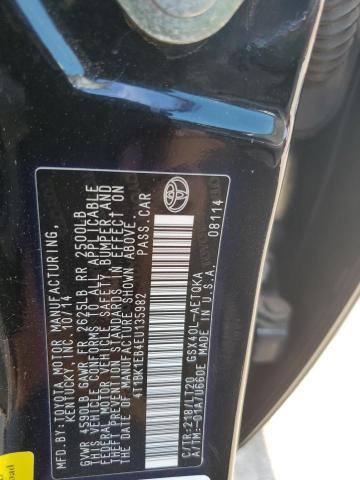 MFD. BY: TOYOTA MOTOR MANUFACTURING,
KENTUCKY, INC. 10/14
GVWR 4590LB GAWR FR 2625LB RR 2500LB
THIS VEHICLE CONFORMS TO ALL APPLICABLE
FEDERAL MOTOR VEHICLE SAFETY, BUMPER, AND
THEFT PREVENTION STANDARDS IN EFFECT ON
THE DATE OF MANUFACTURE SHOWN ABOVE.
4T1BK1EB4EU135982 PASS.CAR
C/TR:218/LT20 GSX40L-AETQKA
A/TM:-01A/U660E MADE IN U.S.A.
08114